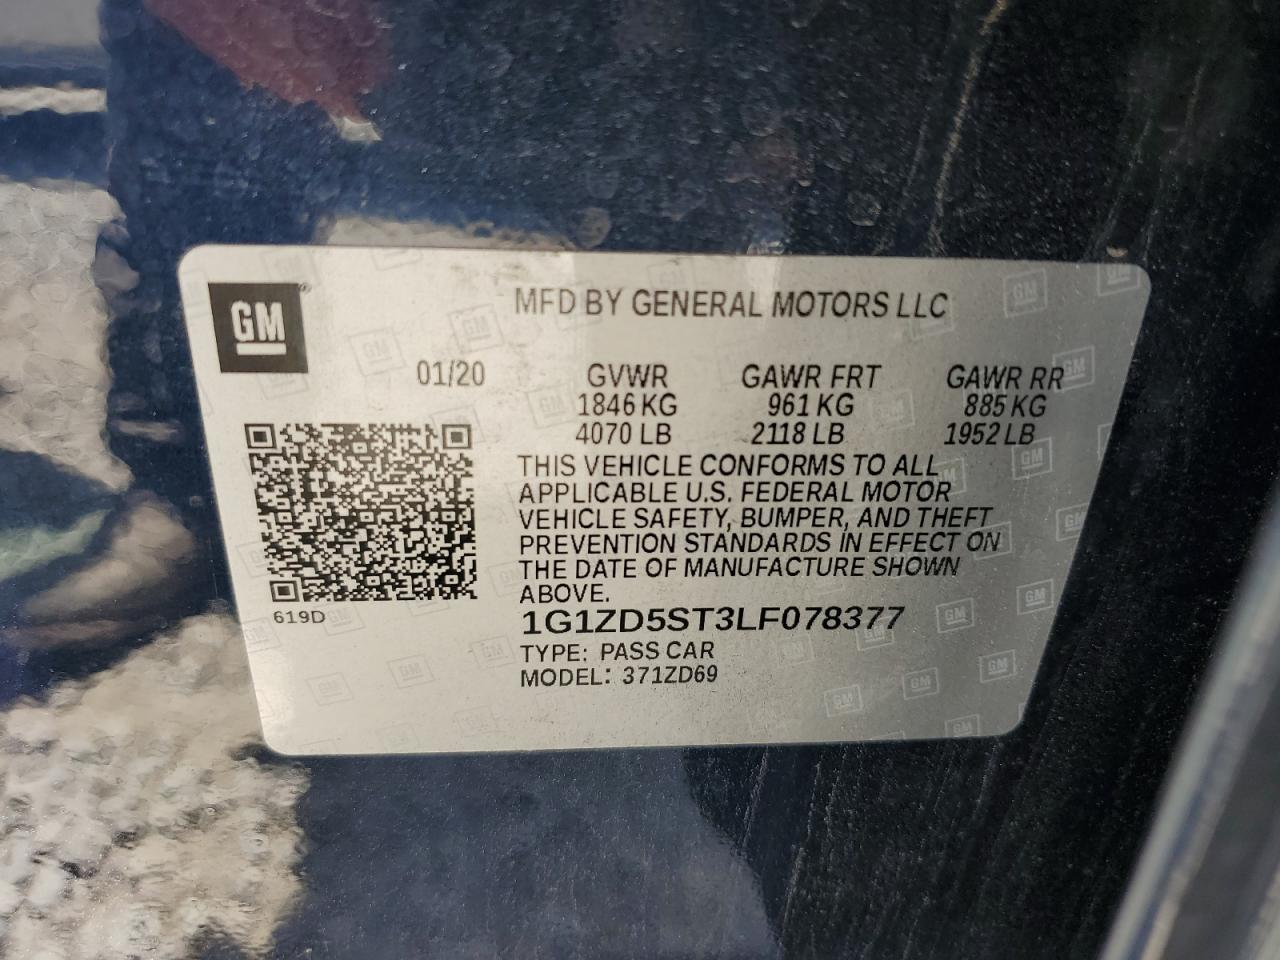 GM
MFD BY GENERAL MOTORS LLC
01/20 GVWR GAWR FRT GAWR RR
1846 KG 961 KG 885 KG
4070 LB 2118 LB 1952 LB
THIS VEHICLE CONFORMS TO ALL
APPLICABLE U.S. FEDERAL MOTOR
VEHICLE SAFETY, BUMPER, AND THEFT
PREVENTION STANDARDS IN EFFECT ON
THE DATE OF MANUFACTURE SHOWN
ABOVE.
619D
1G1ZD5ST3LF078377
TYPE: PASS CAR
MODEL: 371ZD69